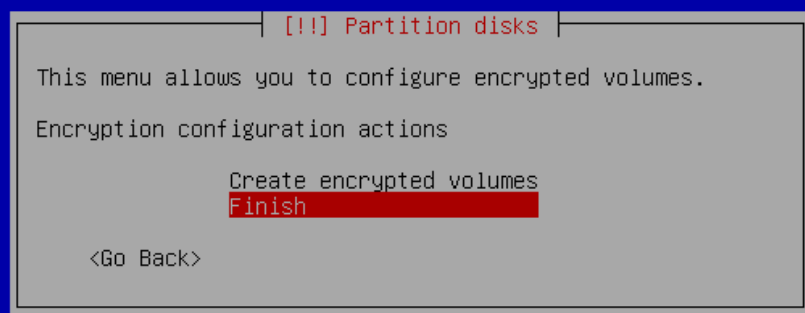 [!!] Partition disks
This menu allows you to configure encrypted volumes.
Encryption configuration actions
Create encrypted volumes
Finish
<Go Back>